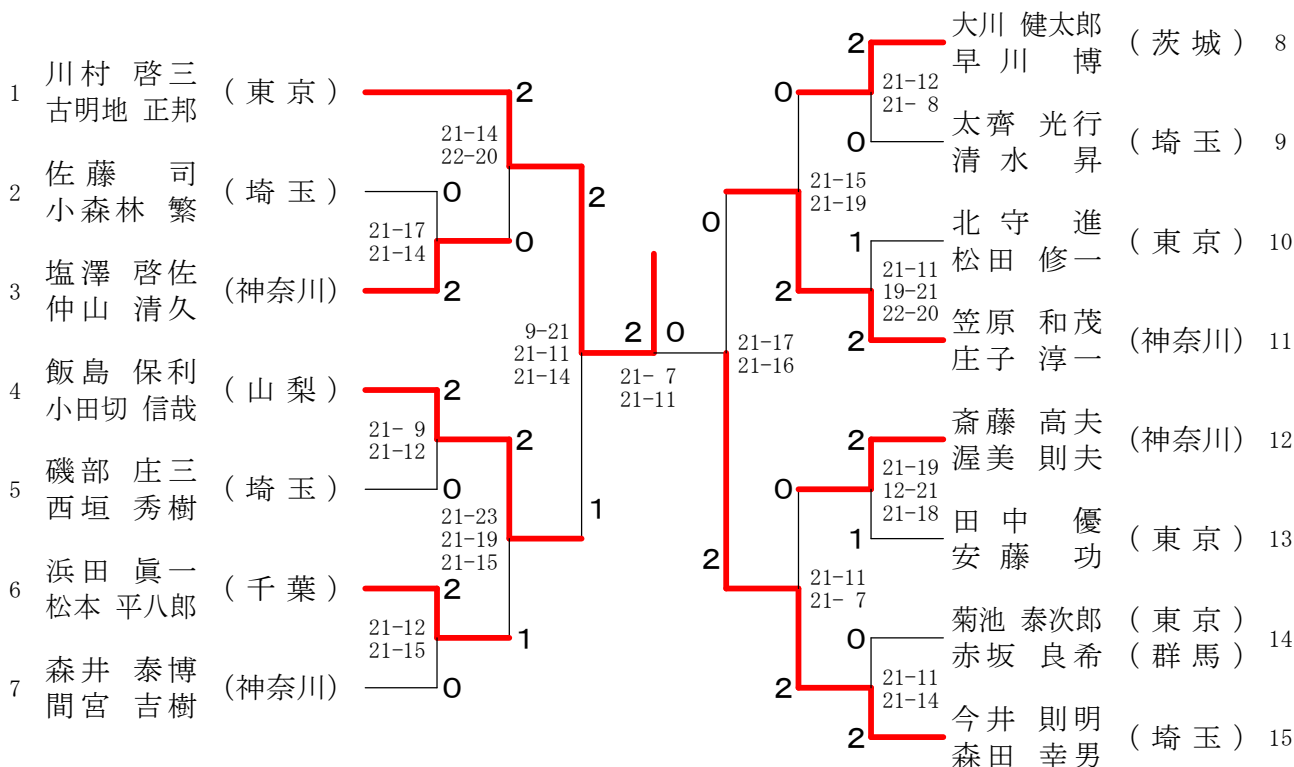 1 川村 啓三 (東京)
古明地 正邦
2 佐藤 司 (埼玉)
小森林 繁
3 塩澤 啓佐 (神奈川)
仲山 清久
4 飯島 保利 (山梨)
小田切 信哉
5 磯部 庄三 (埼玉)
西垣 秀樹
6 浜田 眞一 (千葉)
松本 平八郎
7 森井 泰博 (神奈川)
間宮 吉樹
2
21-14
22-20
0
0
21-17
21-14
2
2
21- 9
21-12
0
2
21-23
21-19
21-15
1
2
21-12
21-15
0
2
9-21
21-11
21-14
1
2 0
21- 7
21-11
0
21-17
21-16
2
0
21-15
21-19
2
0
21-11
21- 7
2
2
21-12
21- 8
0
1
21-11
19-21
22-20
2
2
21-19
12-21
21-18
1
0
21-11
21-14
2
大川 健太郎 (茨城) 8
早川 博
太齊 光行 (埼玉) 9
清水 昇
北守 進 (東京) 10
松田 修一
笠原 和茂 (神奈川) 11
庄子 淳一
斎藤 高夫 (神奈川) 12
渥美 則夫
田中 優 (東京) 13
安藤 功
菊池 泰次郎 (東京) 14
赤坂 良希 (群馬)
今井 則明 (埼玉) 15
森田 幸男